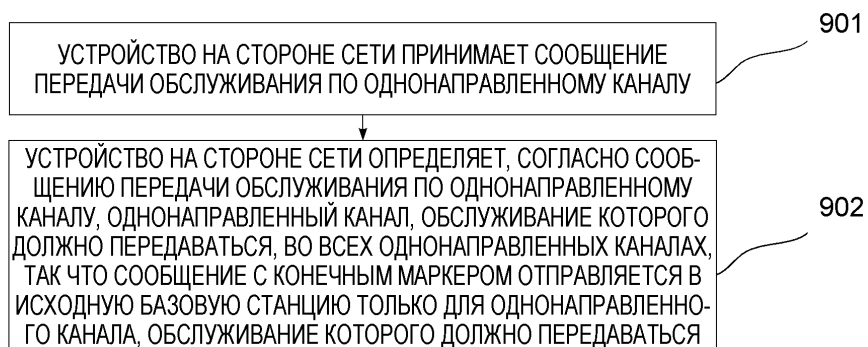 901
УСТРОЙСТВО НА СТОРОНЕ СЕТИ ПРИНИМАЕТ СООБЩЕНИЕ
ПЕРЕДАЧИ ОБСЛУЖИВАНИЯ ПО ОДНОНАПРАВЛЕННОМУ КАНАЛУ
902
УСТРОЙСТВО НА СТОРОНЕ СЕТИ ОПРЕДЕЛЯЕТ, СОГЛАСНО СООБ-
ЩЕНИЮ ПЕРЕДАЧИ ОБСЛУЖИВАНИЯ ПО ОДНОНАПРАВЛЕННОМУ
КАНАЛУ, ОДНОНАПРАВЛЕННЫЙ КАНАЛ, ОБСЛУЖИВАНИЕ КОТОРОГО
ДОЛЖНО ПЕРЕДАВАТЬСЯ, ВО ВСЕХ ОДНОНАПРАВЛЕННЫХ КАНАЛАХ,
ТАК ЧТО СООБЩЕНИЕ С КОНЕЧНЫМ МАРКЕРОМ ОТПРАВЛЯЕТСЯ В
ИСХОДНУЮ БАЗОВУЮ СТАНЦИЮ ТОЛЬКО ДЛЯ ОДНОНАПРАВЛЕННО-
ГО КАНАЛА, ОБСЛУЖИВАНИЕ КОТОРОГО ДОЛЖНО ПЕРЕДАВАТЬСЯ